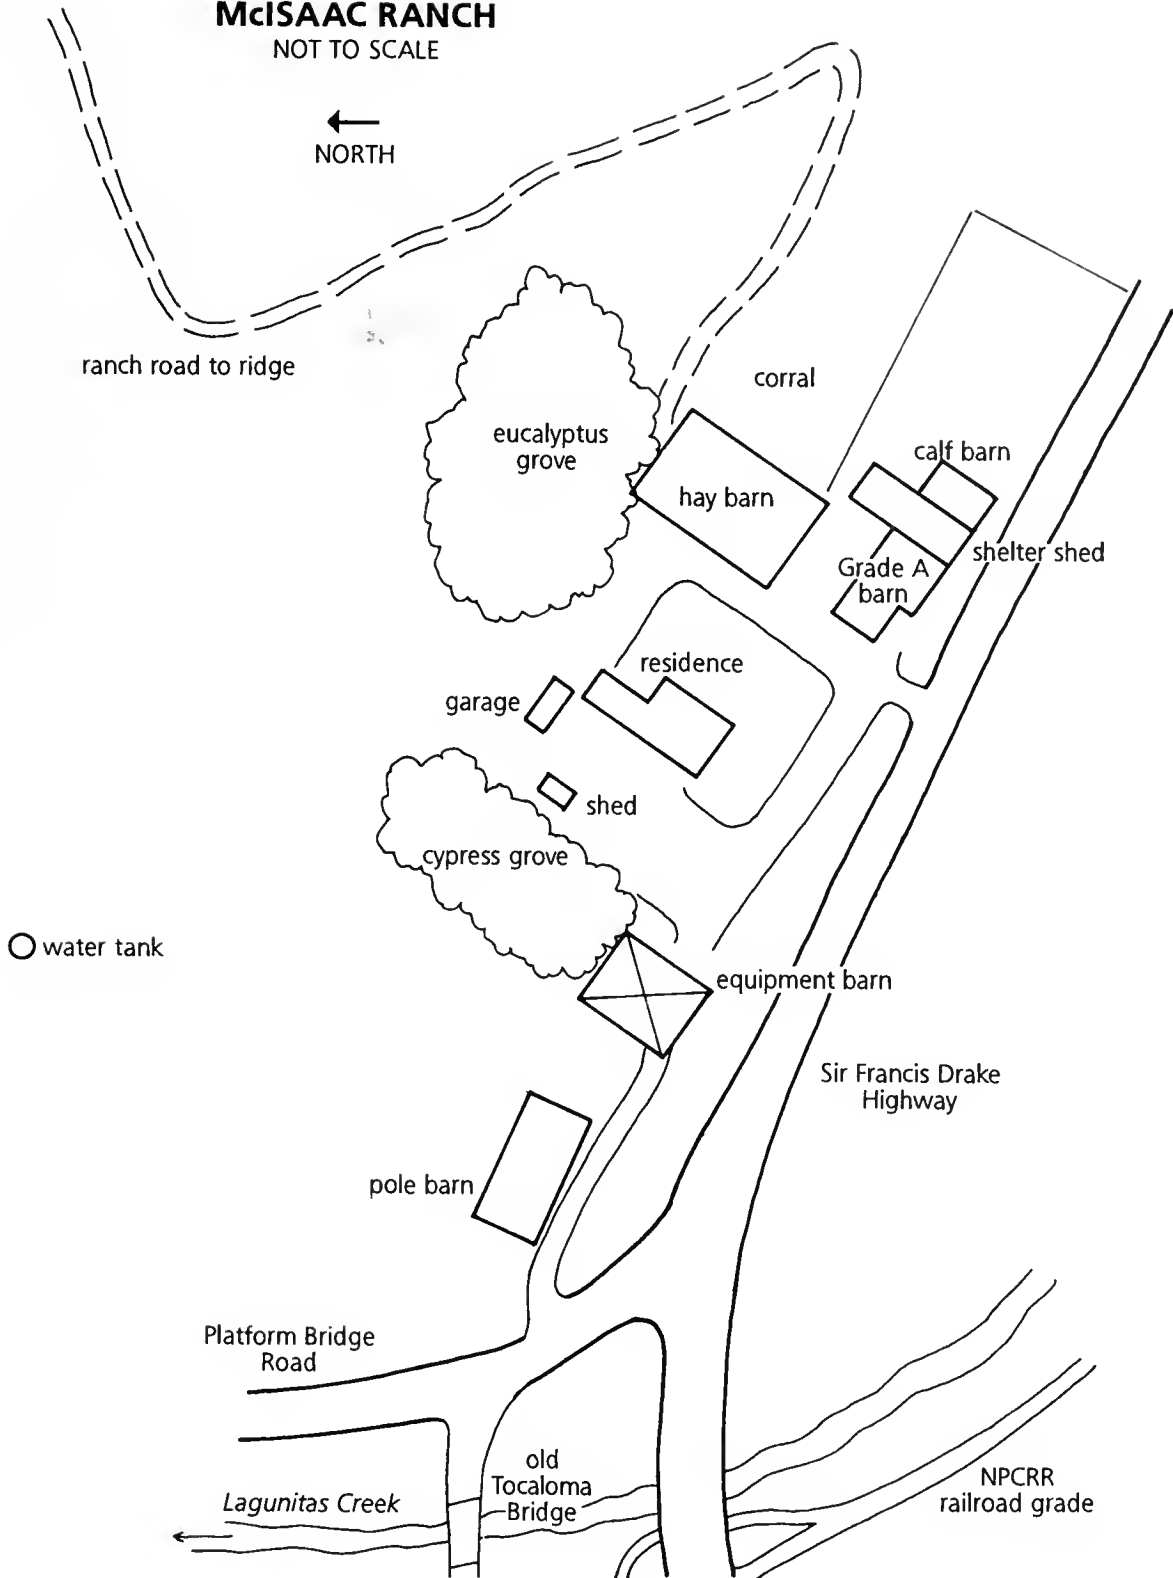 McISAAC RANCH
NOT TO SCALE
NORTH
ranch road to ridge
corral
eucalyptus
grove
calf barn
hay barn
shelter shed
Grade A
barn
residence
garage
shed
cypress grove
water tank
equipment barn
Sir Francis Drake
Highway
pole barn
Platform Bridge
Road
old
Tocaloma
Bridge
Lagunitas Creek
NPCRR
railroad grade